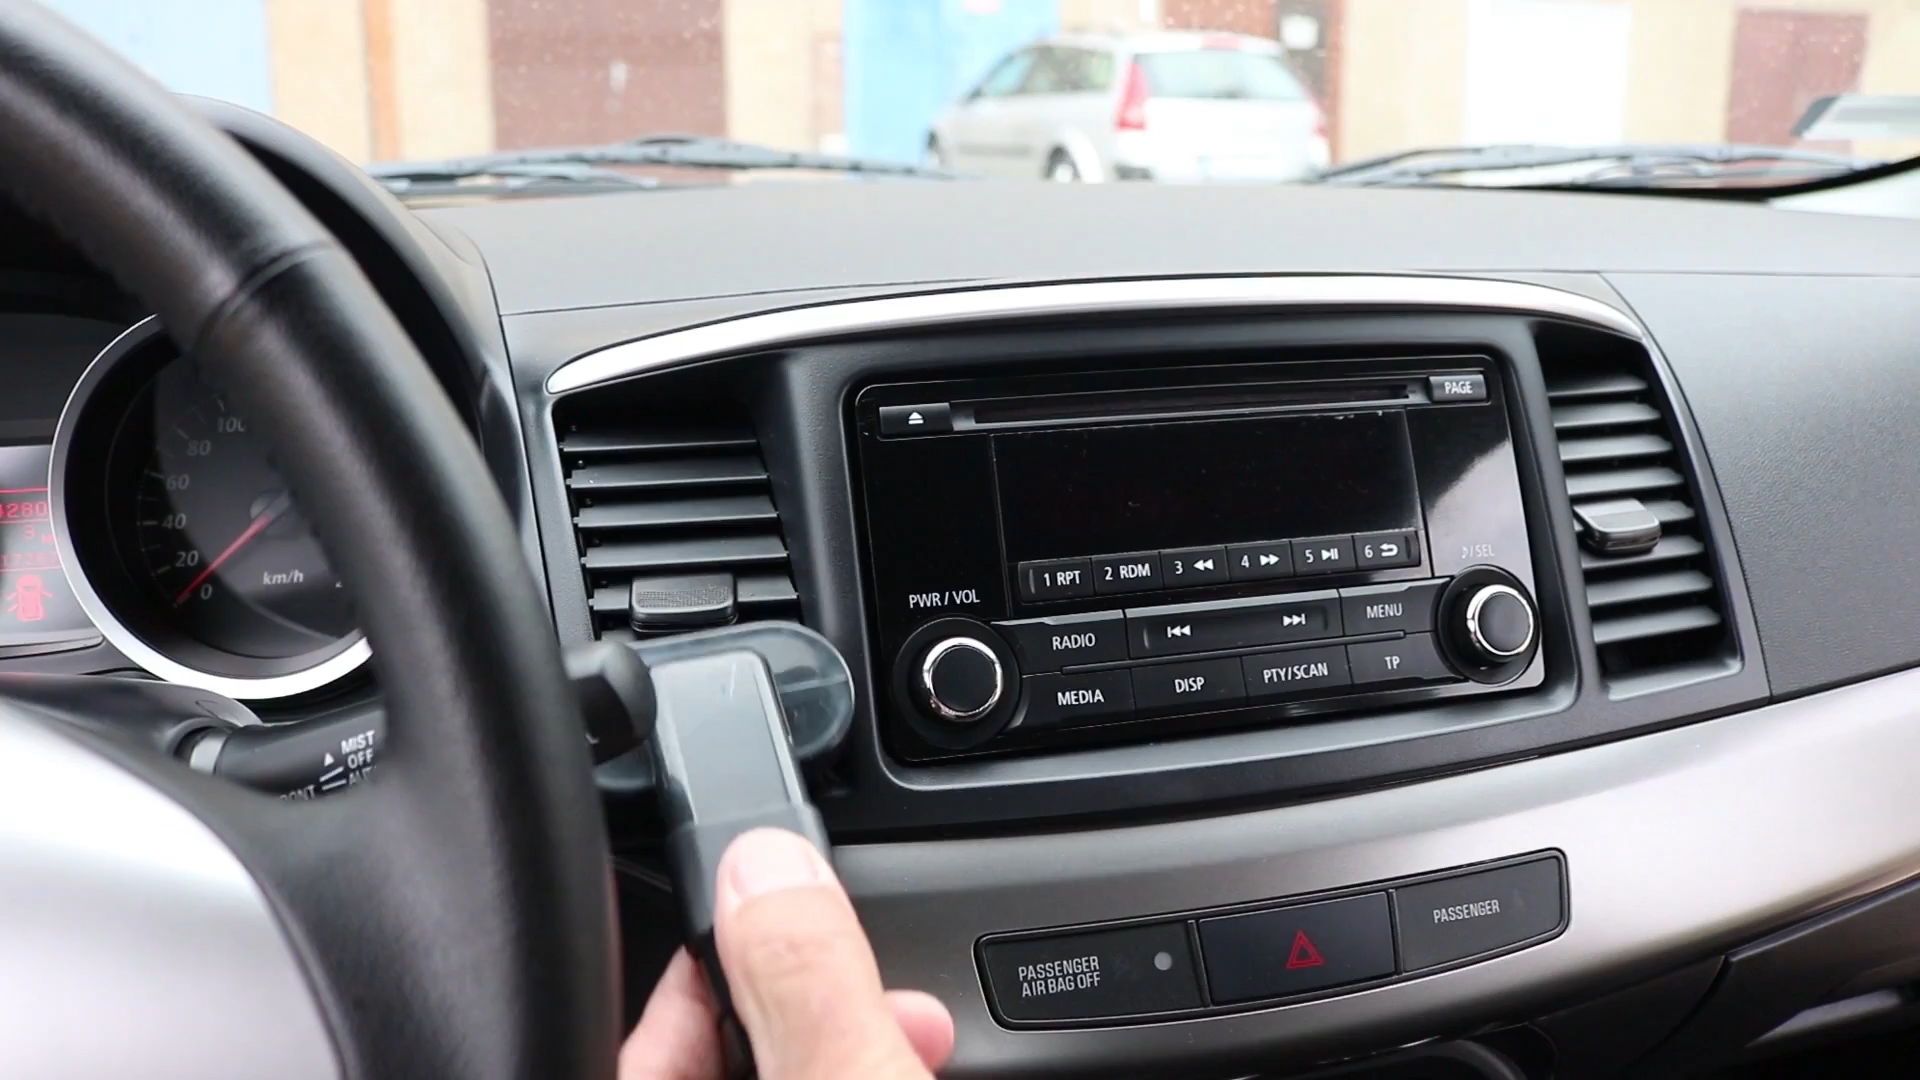 100
80
60
40
20
0
km/h
280
MIST
OFF
PAGE
1 RPT
2 RDM
3
4
5
6
♪/SEL
PWR / VOL
RADIO
MENU
MEDIA
DISP
PTY/SCAN
TP
PASSENGER
AIR BAG OFF
PASSENGER